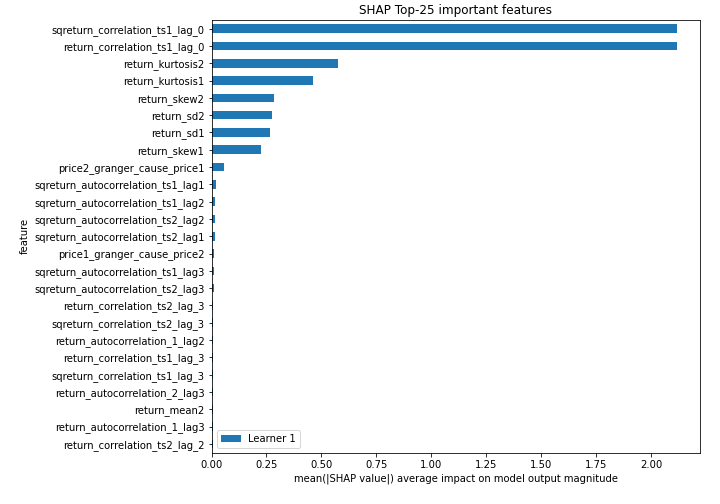 SHAP Top-25 important features
sqreturn_correlation_ts1_lag_0
return_correlation_ts1_lag_0
return_kurtosis2
return_kurtosis1
return_skew2
return_sd2
return_sd1
return_skew1
price2_granger_cause_price1
sqreturn_autocorrelation_ts1_lag1
sqreturn_autocorrelation_ts1_lag2
sqreturn_autocorrelation_ts2_lag2
sqreturn_autocorrelation_ts2_lag1
price1_granger_cause_price2
sqreturn_autocorrelation_ts1_lag3
sqreturn_autocorrelation_ts2_lag3
return_correlation_ts2_lag_3
sqreturn_correlation_ts2_lag_3
return_autocorrelation_1_lag2
return_correlation_ts1_lag_3
sqreturn_correlation_ts1_lag_3
return_autocorrelation_2_lag3
return_mean2
return_autocorrelation_1_lag3
return_correlation_ts2_lag_2
feature
Learner 1
0.00 0.25 0.50 0.75 1.00 1.25 1.50 1.75 2.00
mean(|SHAP value|) average impact on model output magnitude